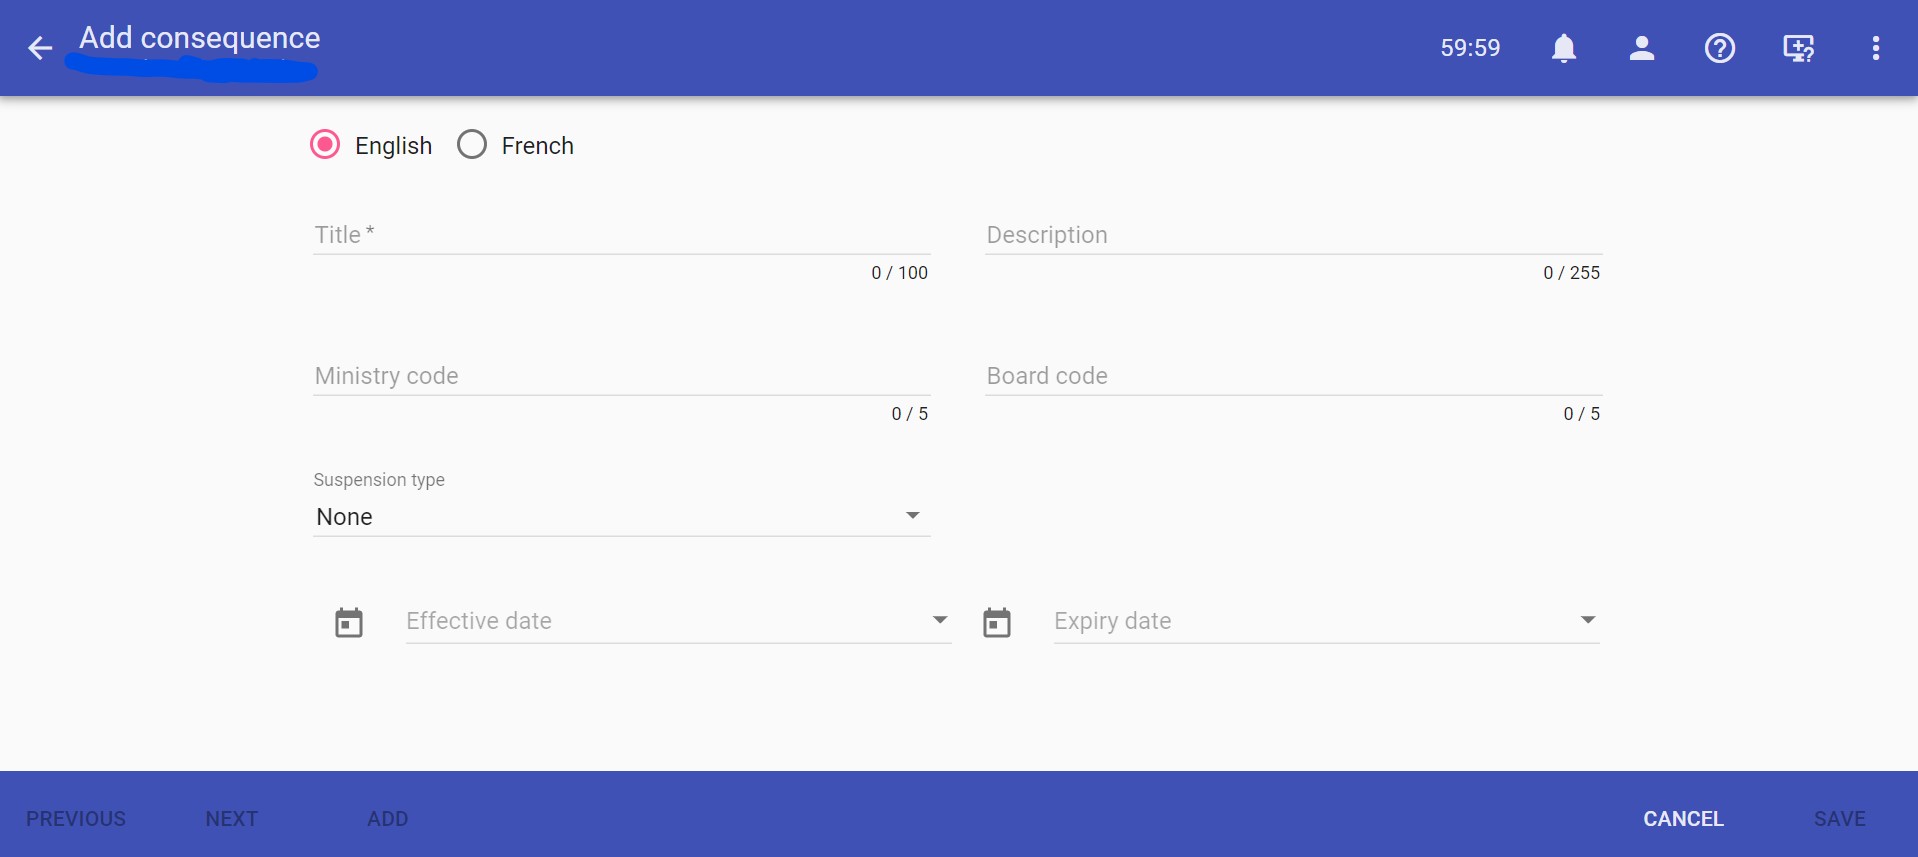 Add consequence
59:59
English French
Title * Description
0 / 100 0 / 255
Ministry code Board code
0 / 5 0 / 5
Suspension type
None
Effective date Expiry date
PREVIOUS NEXT ADD CANCEL SAVE